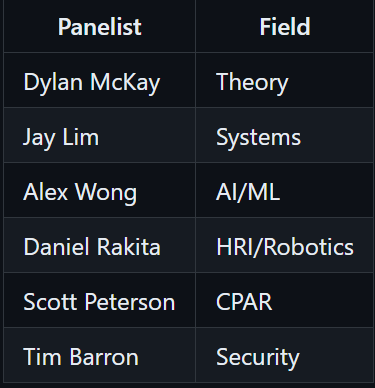 Panelist Field
Dylan McKay Theory
Jay Lim Systems
Alex Wong AI/ML
Daniel Rakita HRI/Robotics
Scott Peterson CPAR
Tim Barron Security